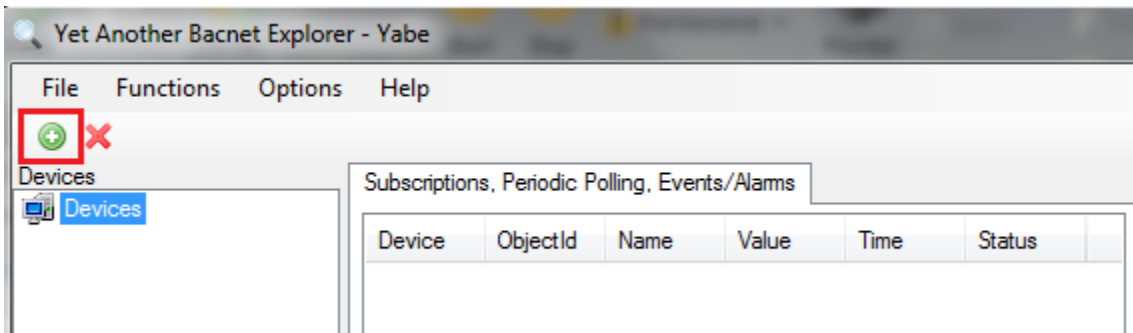 Yet Another Bacnet Explorer - Yabe
File Functions Options Help
Devices
Devices
Subscriptions, Periodic Polling, Events/Alarms
Device ObjectId Name Value Time Status